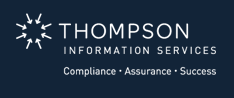 THOMPSON
INFORMATION SERVICES
Compliance • Assurance • Success